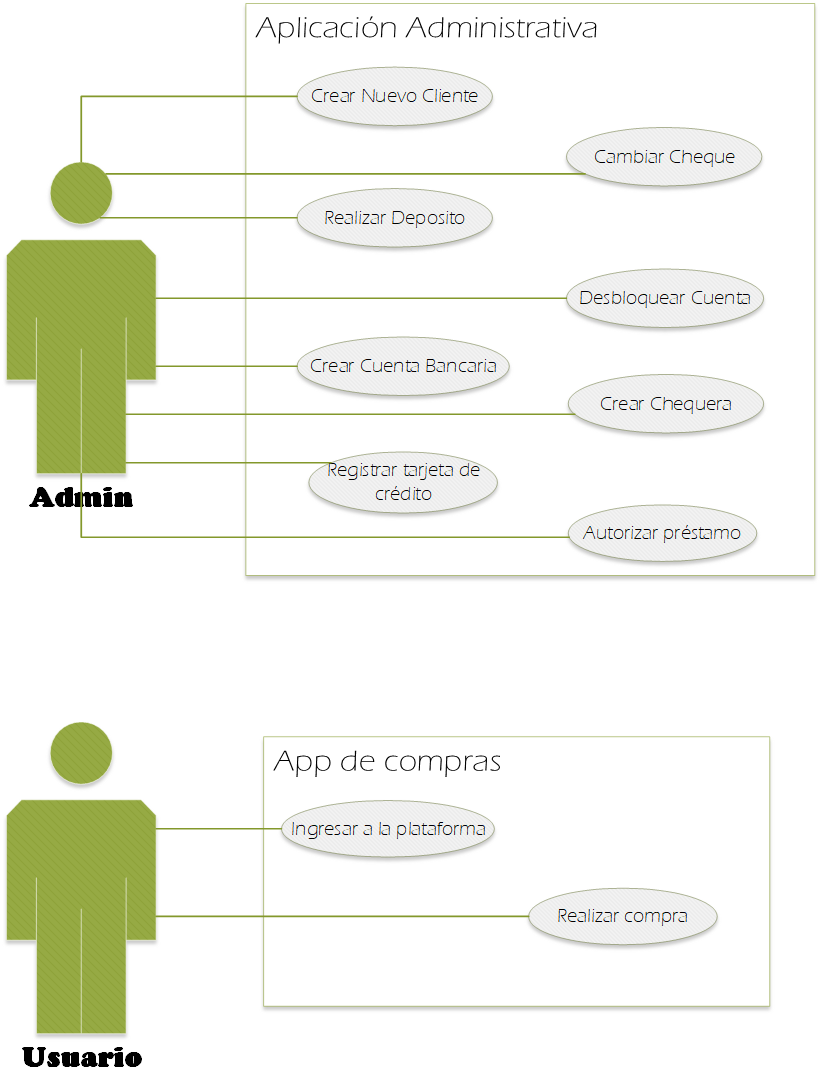 Aplicación Administrativa
Crear Nuevo Cliente
Cambiar Cheque
Realizar Deposito
Desbloquear Cuenta
Crear Cuenta Bancaria
Crear Chequera
Registrar tarjeta de
crédito
Admin
Autorizar préstamo
App de compras
Ingresar a la plataforma
Realizar compra
Usuario